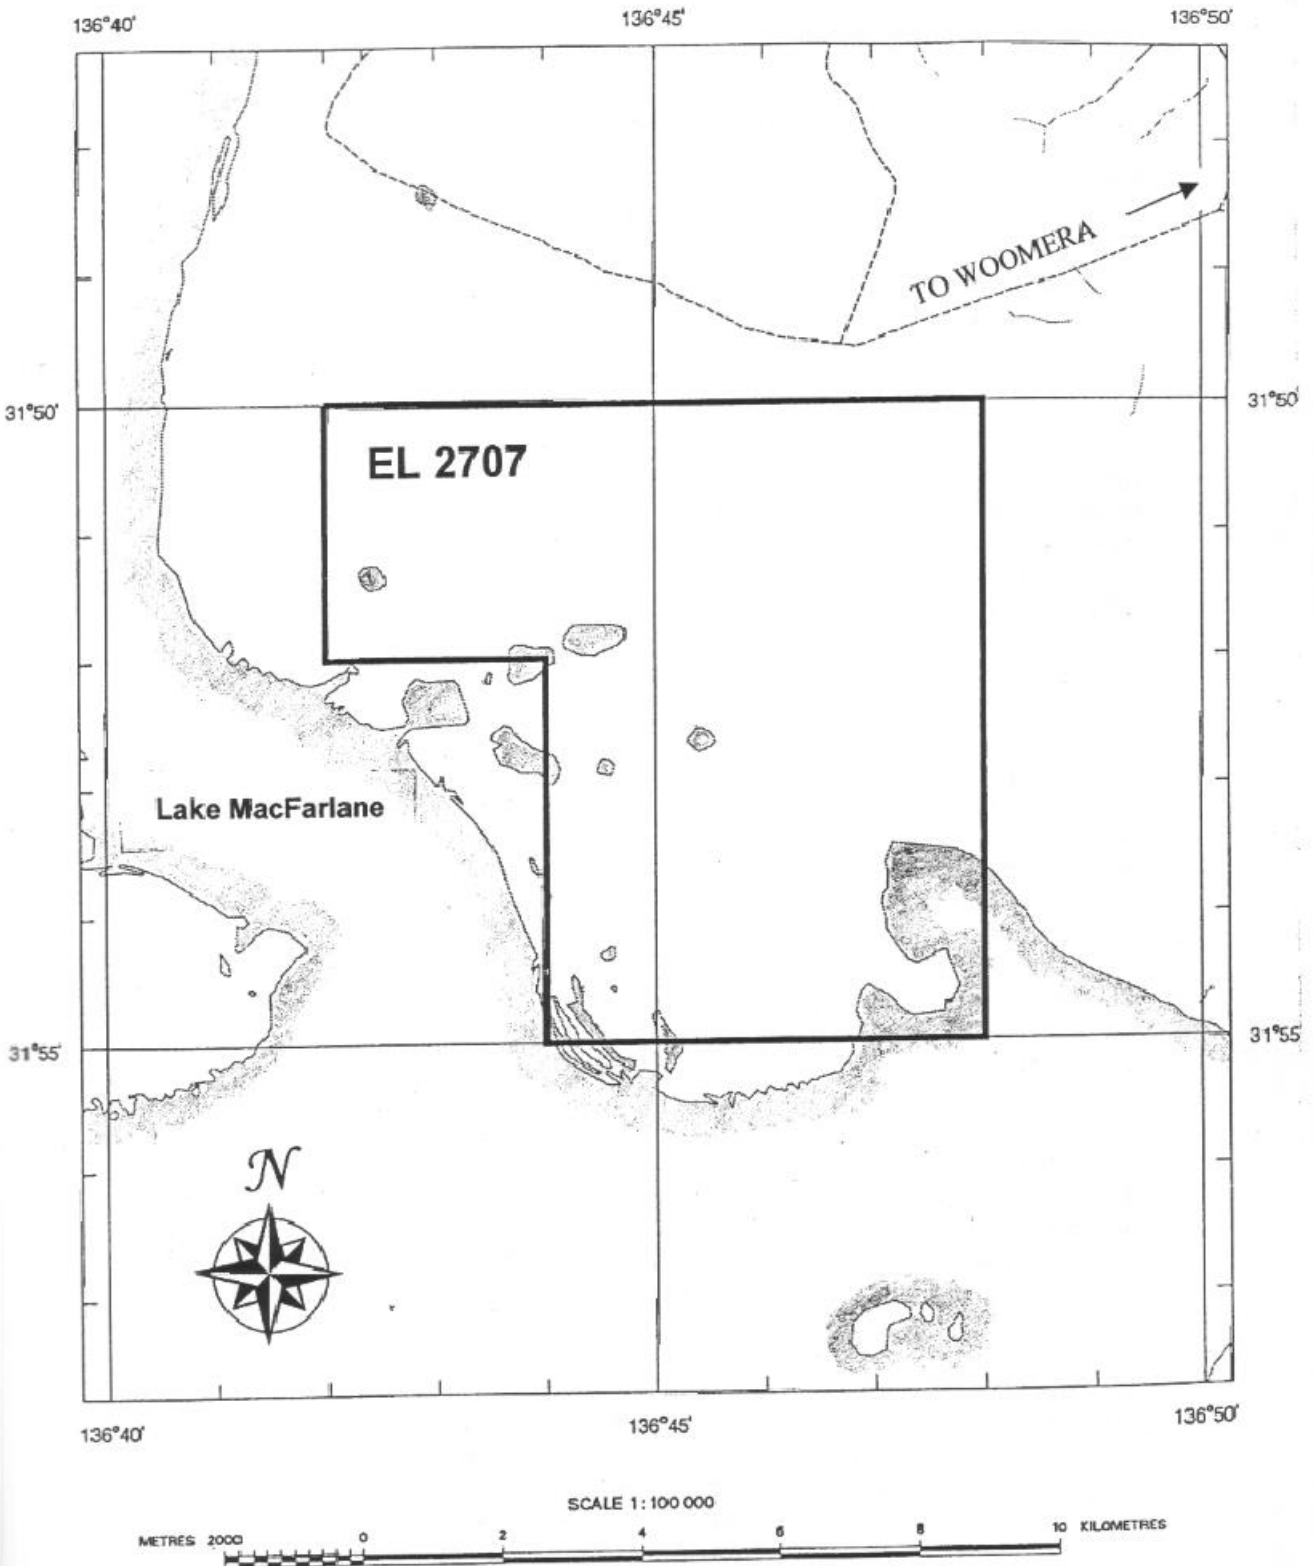 136°40' 136°45' 136°50'
TO WOOMERA
31°50' 31°50'
EL 2707
Lake MacFarlane
31°55' 31°55'
N
136°40' 136°45' 136°50'
SCALE 1:100 000
METRES 2000 0 2 4 6 8 10 KILOMETRES